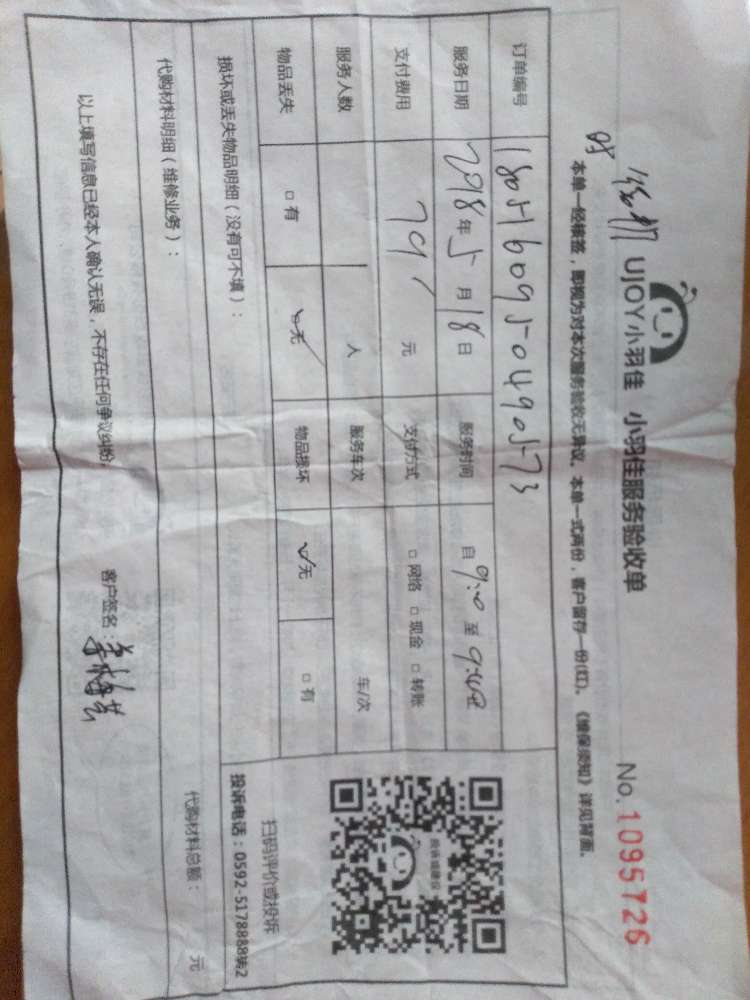 UJOY小羽佳 小羽佳服务验收单 No.1095726
本单一经核签，即视为对本次服务验收无异议。本单一式两份，客户留存一份(红)。《维保须知》详见背面。
订单编号
服务日期 2018年5月18日 服务时间 自9:00至9:40
支付费用 元 支付方式 □网络 □现金 □转账
服务人数 人 服务车次 车/次
物品丢失 □有 ☑无 物品损坏 ☑无 □有
投诉或建议
扫码评价或投诉
投诉电话：0592-5178888转2
损坏或丢失物品明细（没有可不填）：
代购材料明细（维修业务）： 代购材料总额： 元
以上填写信息已经本人确认无误，不存在任何争议纠纷。 客户签名：